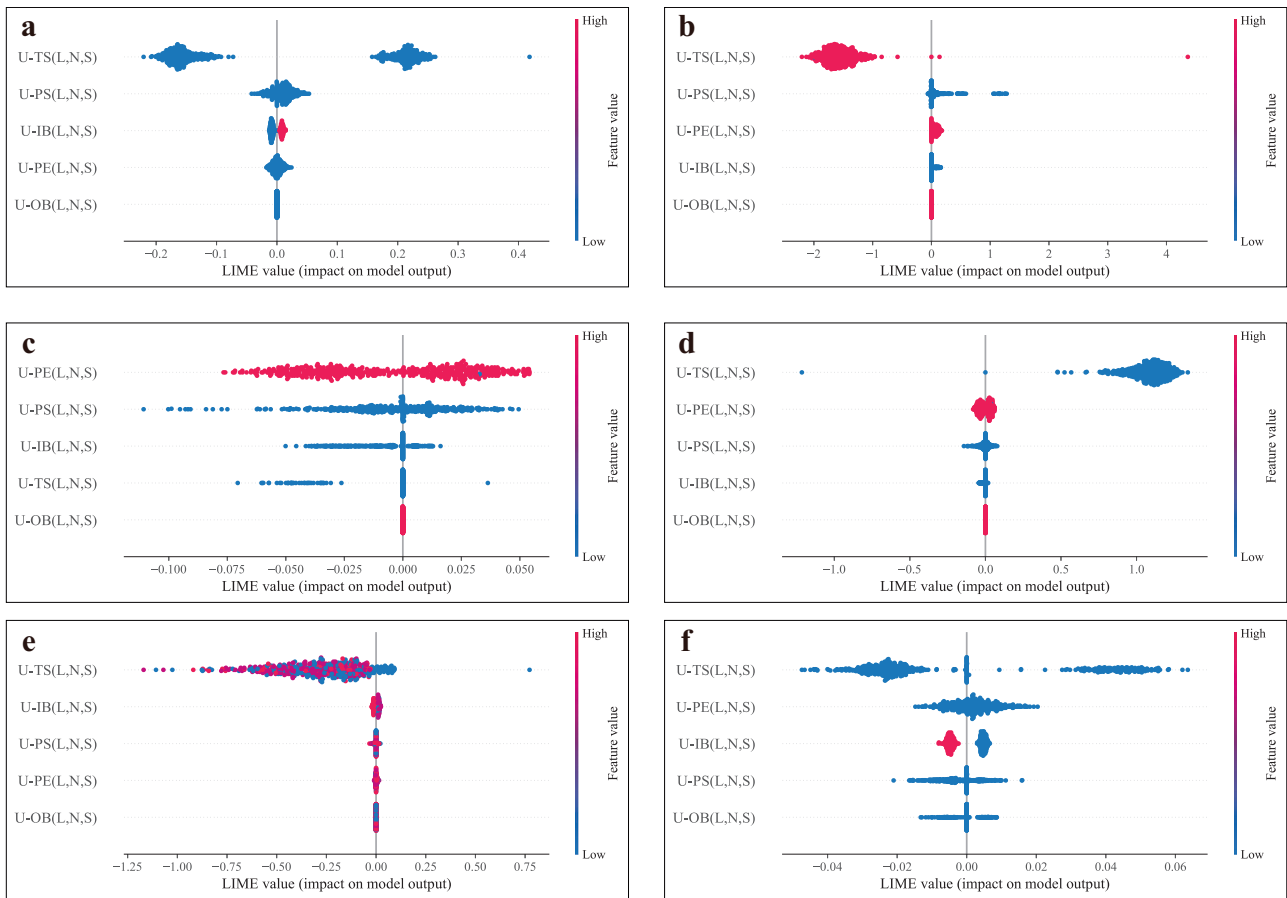 a
High
U-TS(L,N,S)
U-PS(L,N,S)
U-IB(L,N,S)
U-PE(L,N,S)
U-OB(L,N,S)
Feature value
Low
−0.2 −0.1 0.0 0.1 0.2 0.3 0.4
LIME value (impact on model output)
b
High
U-TS(L,N,S)
U-PS(L,N,S)
U-PE(L,N,S)
U-IB(L,N,S)
U-OB(L,N,S)
Feature value
Low
−2 −1 0 1 2 3 4
LIME value (impact on model output)
c
High
U-PE(L,N,S)
U-PS(L,N,S)
U-IB(L,N,S)
U-TS(L,N,S)
U-OB(L,N,S)
Feature value
Low
−0.100 −0.075 −0.050 −0.025 0.000 0.025 0.050
LIME value (impact on model output)
d
High
U-TS(L,N,S)
U-PE(L,N,S)
U-PS(L,N,S)
U-IB(L,N,S)
U-OB(L,N,S)
Feature value
Low
−1.0 −0.5 0.0 0.5 1.0
LIME value (impact on model output)
e
High
U-TS(L,N,S)
U-IB(L,N,S)
U-PS(L,N,S)
U-PE(L,N,S)
U-OB(L,N,S)
Feature value
Low
−1.25 −1.00 −0.75 −0.50 −0.25 0.00 0.25 0.50 0.75
LIME value (impact on model output)
f
High
U-TS(L,N,S)
U-PE(L,N,S)
U-IB(L,N,S)
U-PS(L,N,S)
U-OB(L,N,S)
Feature value
Low
−0.04 −0.02 0.00 0.02 0.04 0.06
LIME value (impact on model output)